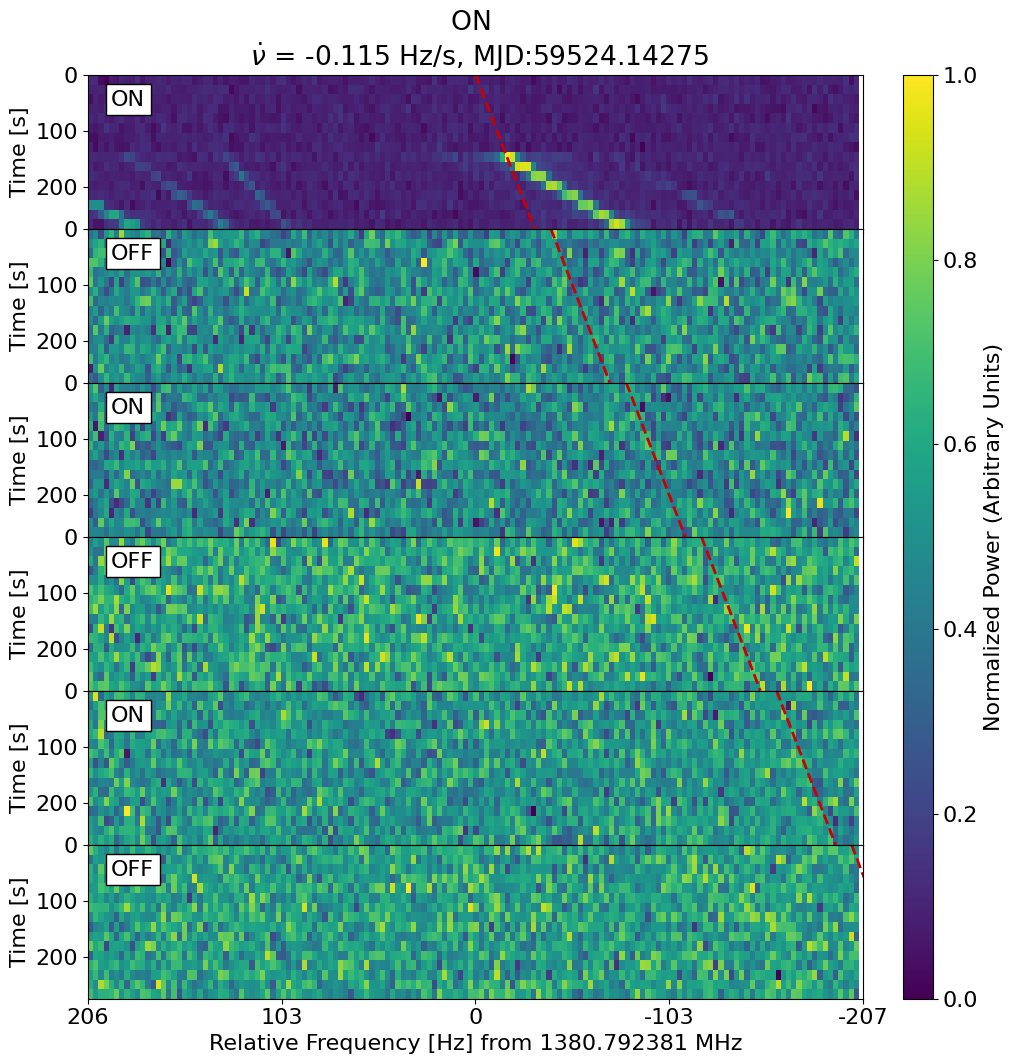 ON
ν̇ = -0.115 Hz/s, MJD:59524.14275
0
100
200
Time [s]
ON
0
100
200
Time [s]
OFF
0
100
200
Time [s]
ON
0
100
200
Time [s]
OFF
0
100
200
Time [s]
ON
0
100
200
Time [s]
OFF
206
103
0
-103
-207
Relative Frequency [Hz] from 1380.792381 MHz
1.0
0.8
0.6
0.4
0.2
0.0
Normalized Power (Arbitrary Units)